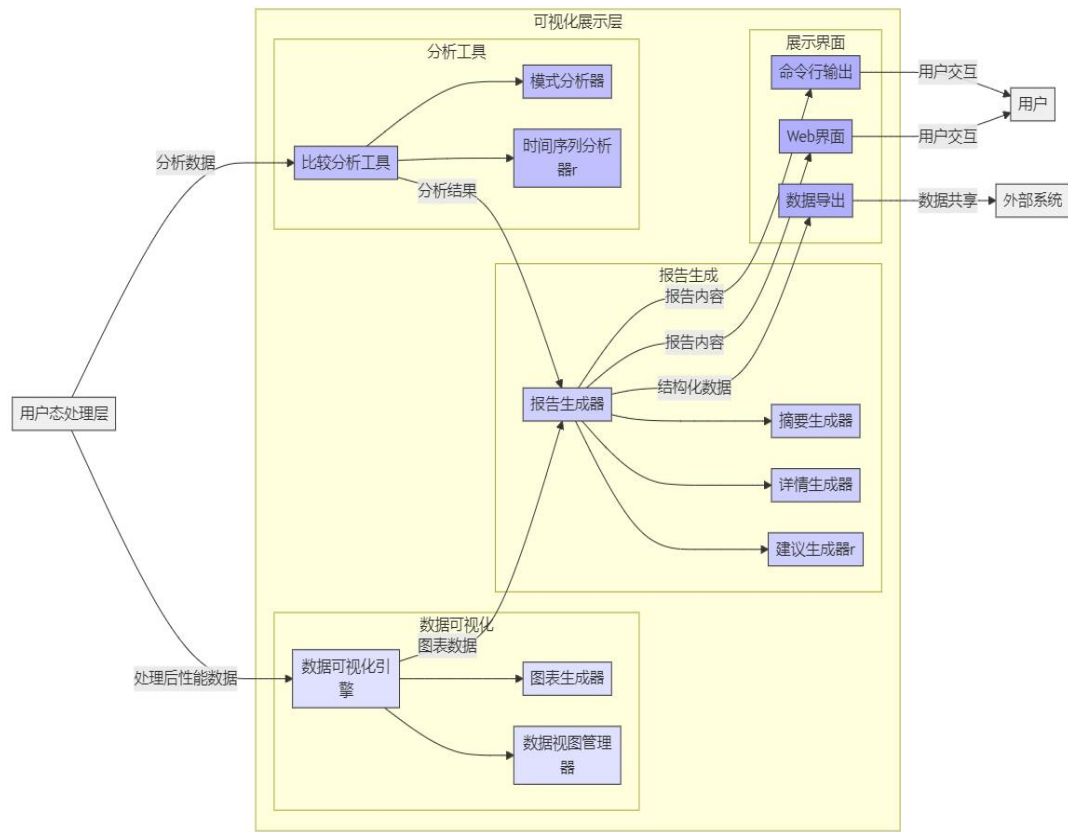 可视化展示层
分析工具
展示界面
模式分析器
命令行输出
用户交互
用户
Web界面
用户交互
时间序列分析
器r
比较分析工具
分析数据
分析结果
数据导出
数据共享
外部系统
报告生成
报告内容
报告内容
结构化数据
报告生成器
用户态处理层
摘要生成器
详情生成器
建议生成器r
数据可视化
图表数据
处理后性能数据
数据可视化引
擎
图表生成器
数据视图管理
器